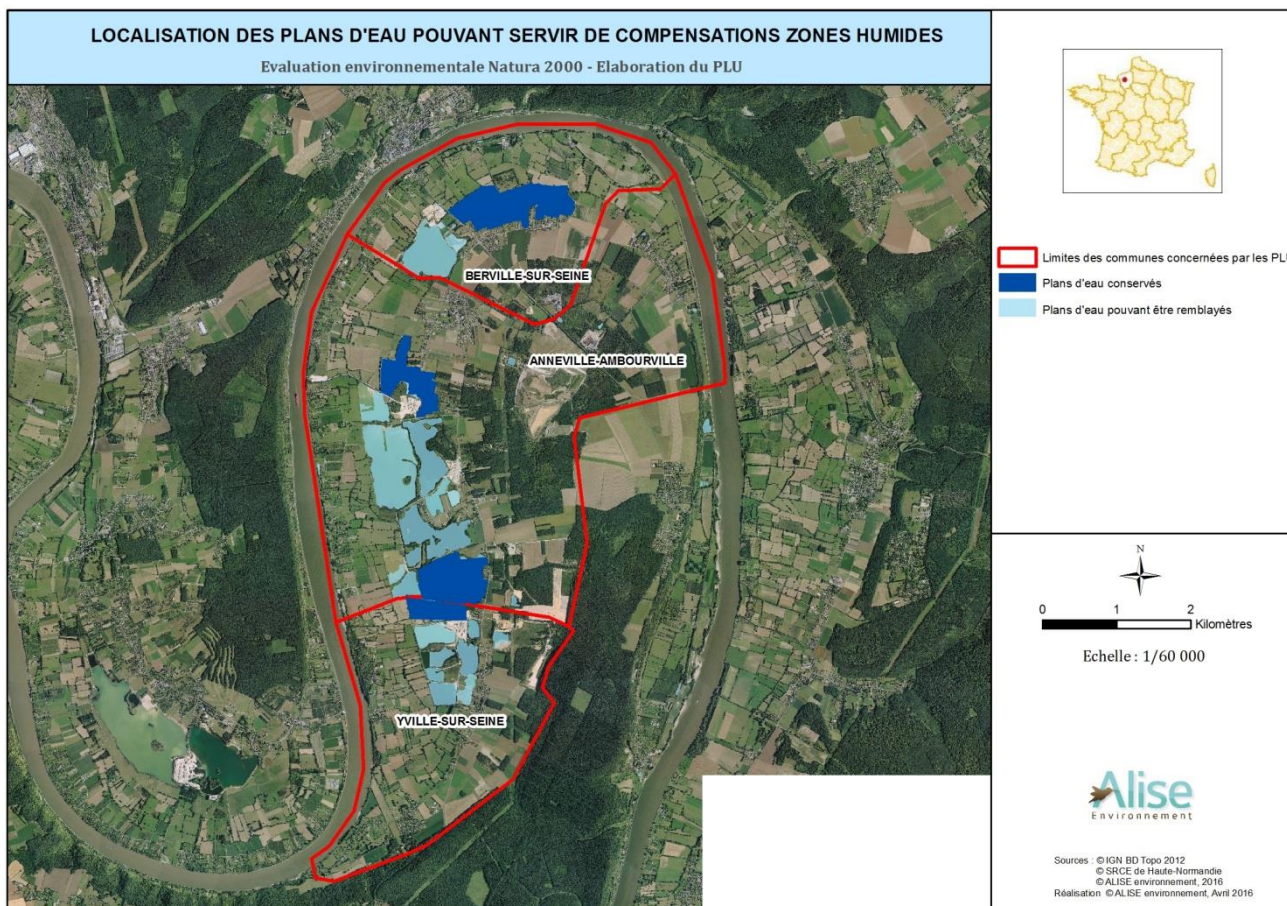 LOCALISATION DES PLANS D'EAU POUVANT SERVIR DE COMPENSATIONS ZONES HUMIDES
Evaluation environnementale Natura 2000 - Elaboration du PLU
BERVILLE-SUR-SEINE
ANNEVILLE-AMBOURVILLE
YVILLE-SUR-SEINE
Limites des communes concernées par les PLU
Plans d'eau conservés
Plans d'eau pouvant être remblayés
N
0 1 2
Kilomètres
Echelle : 1/60 000
Alise
Environnement
Sources : © IGN BD Topo 2012
© SRCE de Haute-Normandie
© ALISE environnement, 2016
Réalisation © ALISE environnement, Avril 2016